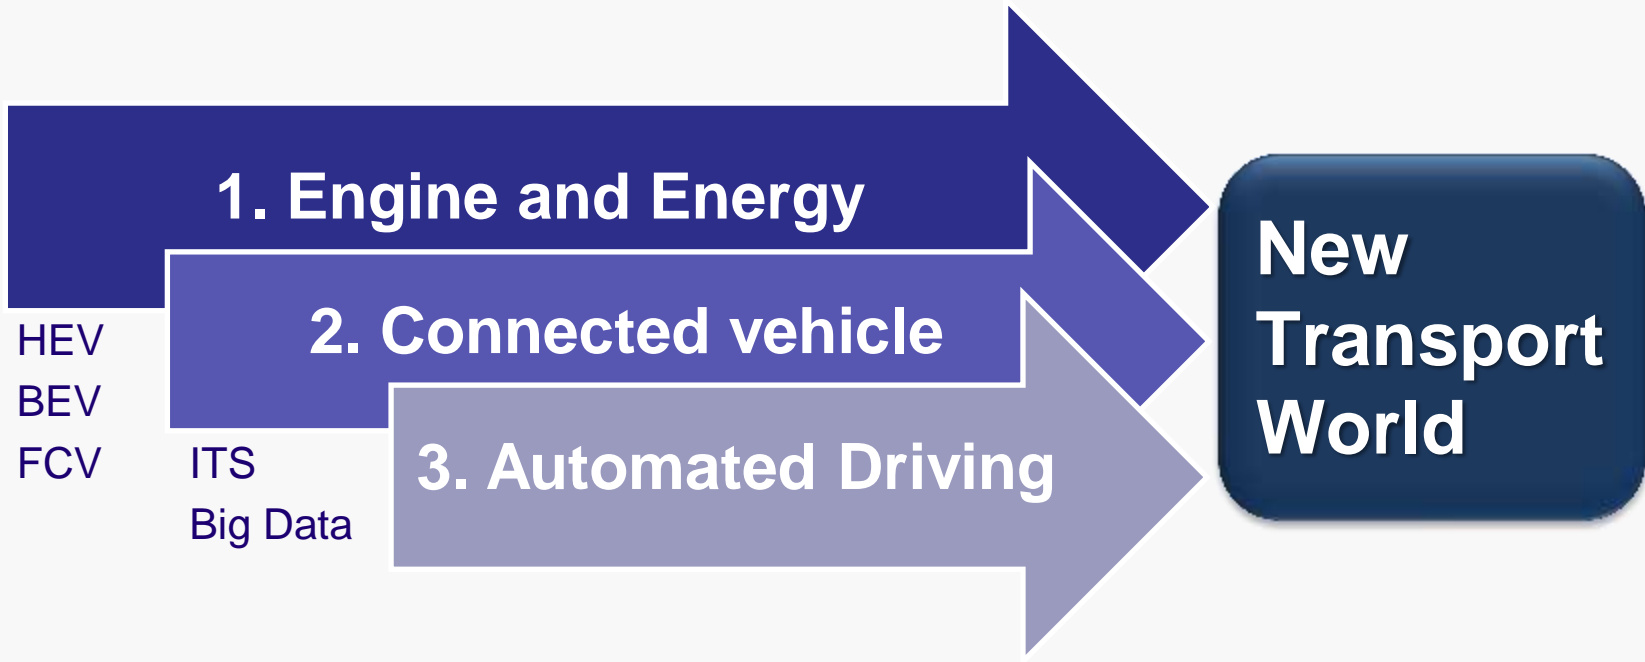 1. Engine and Energy
HEV
BEV
FCV
2. Connected vehicle
ITS
Big Data
3. Automated Driving
New
Transport
World